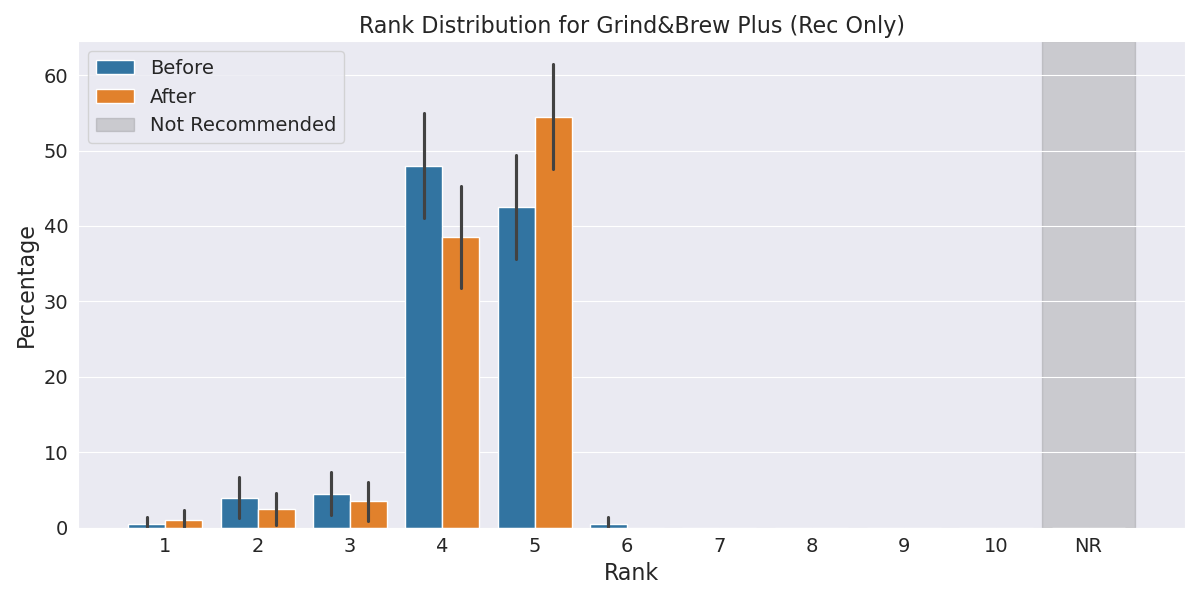 Rank Distribution for Grind&Brew Plus (Rec Only)
Before
After
Not Recommended
Percentage
60
50
40
30
20
10
0
1 2 3 4 5 6 7 8 9 10 NR
Rank